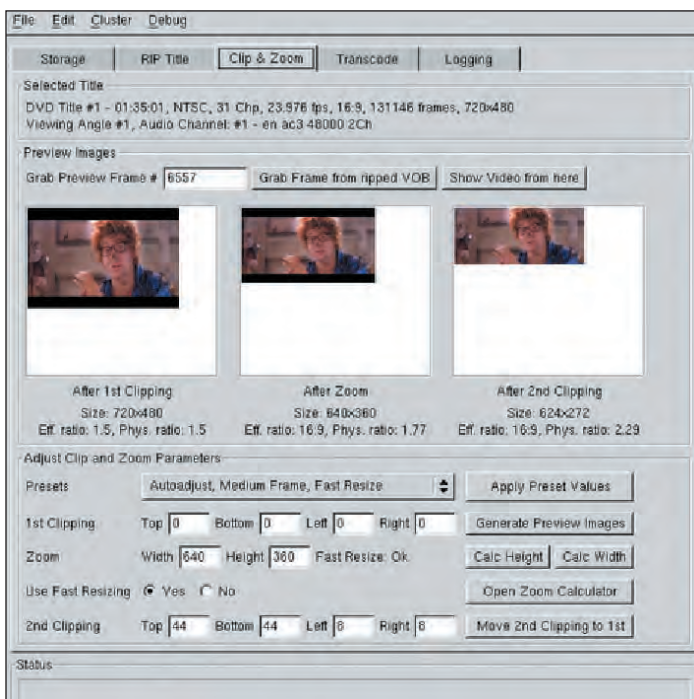 File Edit Cluster Debug
Storage RIP Title Clip & Zoom Transcode Logging
Selected Title
DVD Title #1 - 01:35:01, NTSC, 31 Chp, 23.976 fps, 16:9, 131146 frames, 720x480
Viewing Angle #1, Audio Channel: #1 - en ac3 48000 2Ch
Preview Images
Grab Preview Frame # 6557 Grab Frame from ripped VOB Show Video from here
After 1st Clipping After Zoom After 2nd Clipping
Size: 720x480 Size: 640x360 Size: 624x272
Eff. ratio: 1.5, Phys. ratio: 1.5 Eff. ratio: 16:9, Phys. ratio: 1.77 Eff. ratio: 16:9, Phys. ratio: 2.29
Adjust Clip and Zoom Parameters
Presets Autoadjust, Medium Frame, Fast Resize Apply Preset Values
1st Clipping Top 0 Bottom 0 Left 0 Right 0 Generate Preview Images
Zoom Width 640 Height 360 Fast Resize: Ok Calc Height Calc Width
Use Fast Resizing Yes No Open Zoom Calculator
2nd Clipping Top 44 Bottom 44 Left 8 Right 8 Move 2nd Clipping to 1st
Status